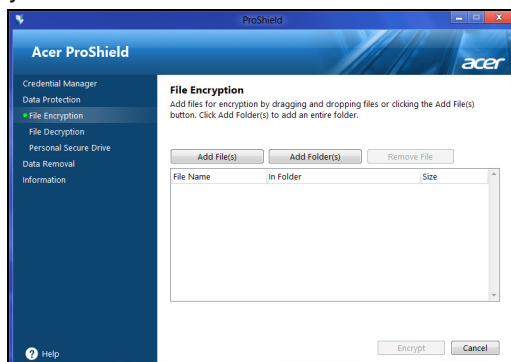 ProShield
Acer ProShield
acer
Credential Manager
Data Protection
File Encryption
File Decryption
Personal Secure Drive
Data Removal
Information
File Encryption
Add files for encryption by dragging and dropping files or clicking the Add File(s)
button. Click Add Folder(s) to add an entire folder.
Add File(s) Add Folder(s) Remove File
File Name In Folder Size
Encrypt Cancel
? Help